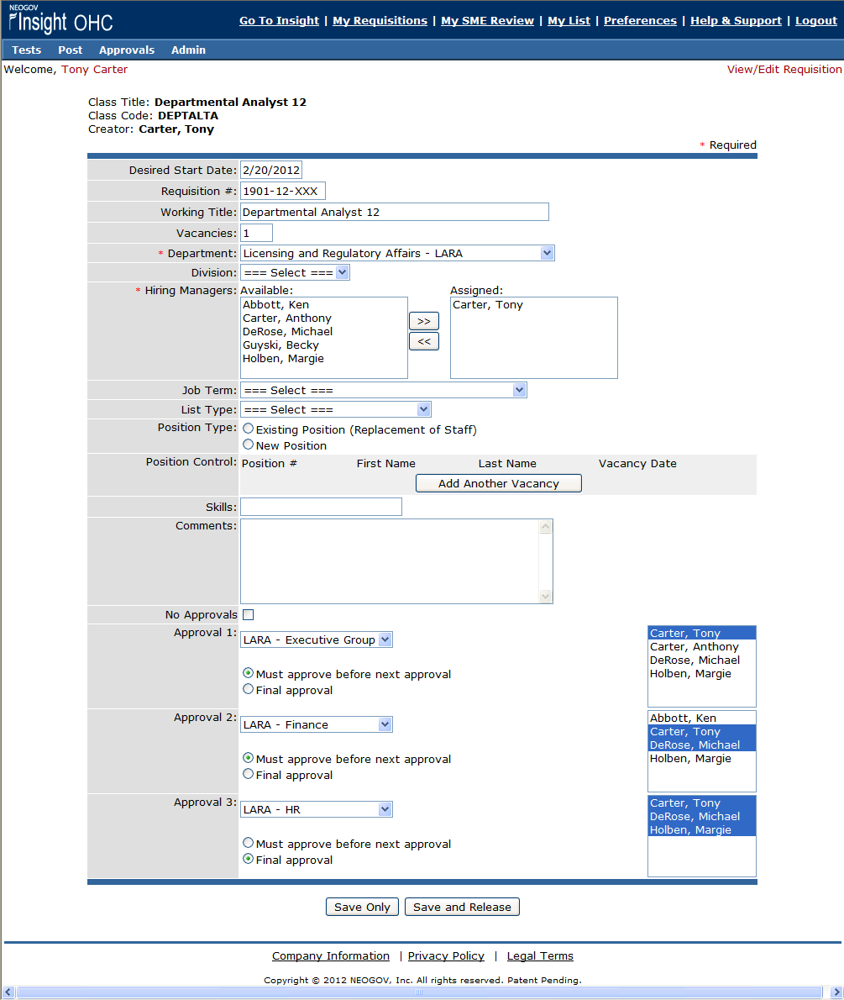 NEOGOV
Insight OHC
Go To Insight | My Requisitions | My SME Review | My List | Preferences | Help & Support | Logout
Tests Post Approvals Admin
Welcome, Tony Carter
View/Edit Requisition
Class Title: Departmental Analyst 12
Class Code: DEPTALTA
Creator: Carter, Tony
* Required
Desired Start Date: 2/20/2012
Requisition #: 1901-12-XXX
Working Title: Departmental Analyst 12
Vacancies: 1
* Department: Licensing and Regulatory Affairs - LARA
Division: === Select ===
* Hiring Managers: Available: Assigned:
Abbott, Ken Carter, Tony
Carter, Anthony
DeRose, Michael
Guyski, Becky
Holben, Margie
>>
<<
Job Term: === Select ===
List Type: === Select ===
Position Type: Existing Position (Replacement of Staff)
New Position
Position Control: Position # First Name Last Name Vacancy Date
Add Another Vacancy
Skills:
Comments:
No Approvals
Approval 1: LARA - Executive Group
Must approve before next approval
Final approval
Carter, Tony
Carter, Anthony
DeRose, Michael
Holben, Margie
Approval 2: LARA - Finance
Must approve before next approval
Final approval
Abbott, Ken
Carter, Tony
DeRose, Michael
Holben, Margie
Approval 3: LARA - HR
Must approve before next approval
Final approval
Carter, Tony
DeRose, Michael
Holben, Margie
Save Only Save and Release
Company Information | Privacy Policy | Legal Terms
Copyright © 2012 NEOGOV, Inc. All rights reserved. Patent Pending.